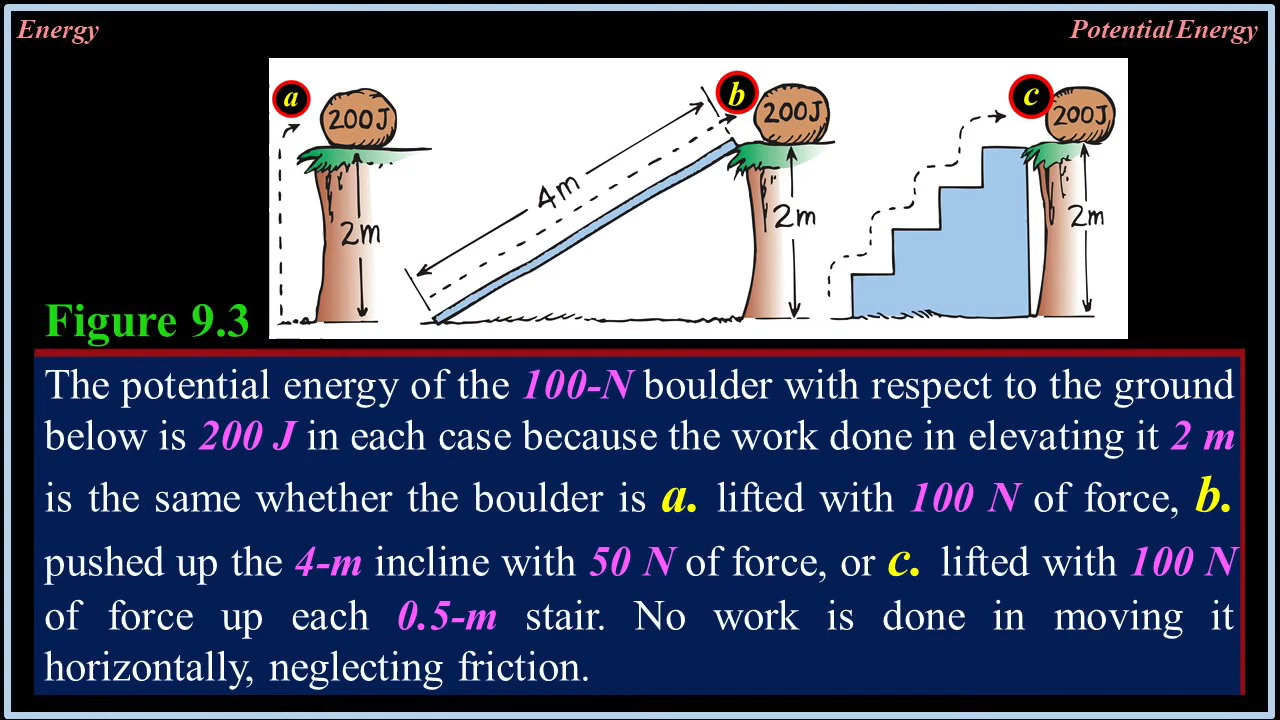 Energy
Potential Energy
a
200J
2m
4m
b
200J
2m
c
200J
2m
Figure 9.3
The potential energy of the 100-N boulder with respect to the ground
below is 200 J in each case because the work done in elevating it 2 m
is the same whether the boulder is a. lifted with 100 N of force, b.
pushed up the 4-m incline with 50 N of force, or c. lifted with 100 N
of force up each 0.5-m stair. No work is done in moving it
horizontally, neglecting friction.